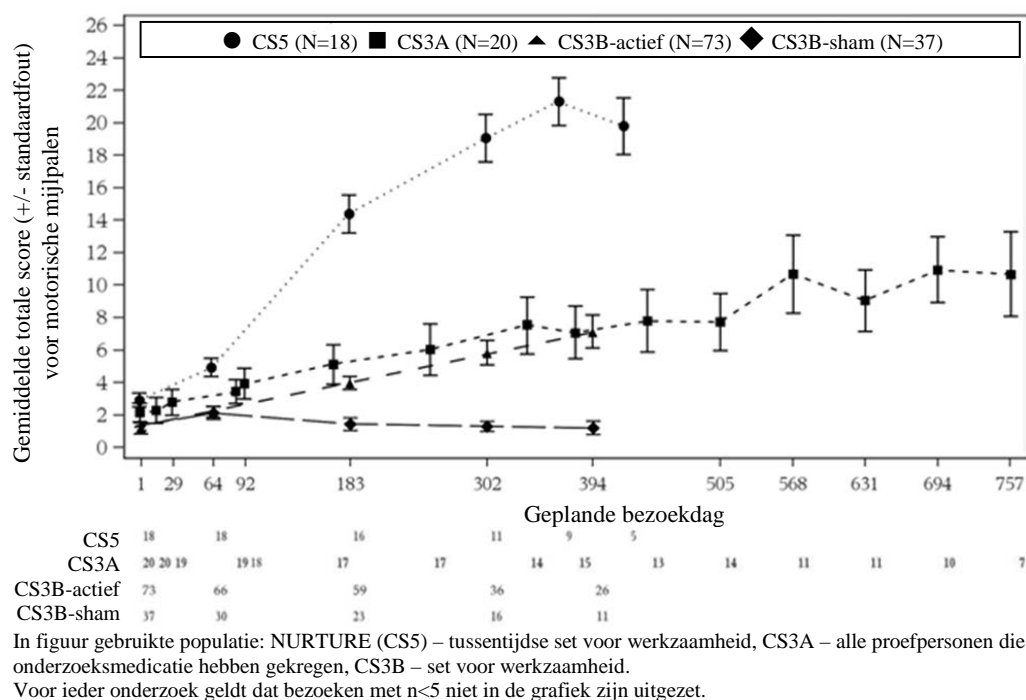 Gemiddelde totale score (+/- standaardfout)
voor motorische mijlpalen
CS5 (N=18) CS3A (N=20) CS3B-actief (N=73) CS3B-sham (N=37)
26
24
22
20
18
16
14
12
10
8
6
4
2
0
1 29 64 92 183 302 394 505 568 631 694 757
Geplande bezoekdag
CS5 18 18 16 11 9 5
CS3A 20 20 19 19 18 17 17 14 15 13 14 11 11 10 7
CS3B-actief 73 66 59 36 26
CS3B-sham 37 30 23 16 11
In figuur gebruikte populatie: NURTURE (CS5) – tussentijdse set voor werkzaamheid, CS3A – alle proefpersonen die
onderzoeksmedicatie hebben gekregen, CS3B – set voor werkzaamheid.
Voor ieder onderzoek geldt dat bezoeken met n<5 niet in de grafiek zijn uitgezet.